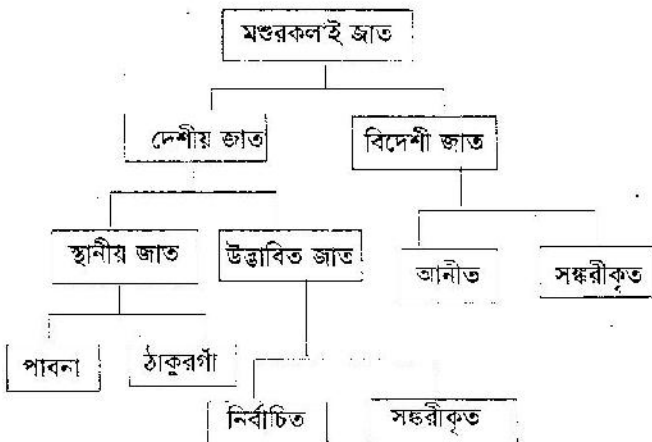 মশুরকলাই জাত
দেশীয় জাত
বিদেশী জাত
স্থানীয় জাত
উদ্ভাবিত জাত
আনীত
সঙ্করীকৃত
পাবনা
ঠাকুরগাঁ
নির্বাচিত
সঙ্করীকৃত